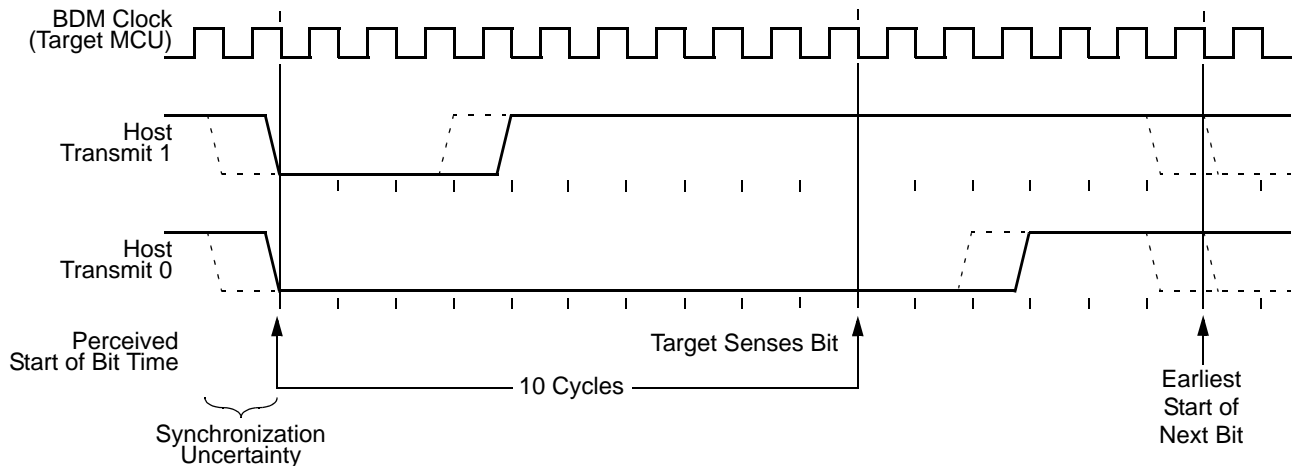 BDM Clock
(Target MCU)
Host
Transmit 1
Host
Transmit 0
Perceived
Start of Bit Time
Target Senses Bit
10 Cycles
Earliest
Start of
Next Bit
Synchronization
Uncertainty